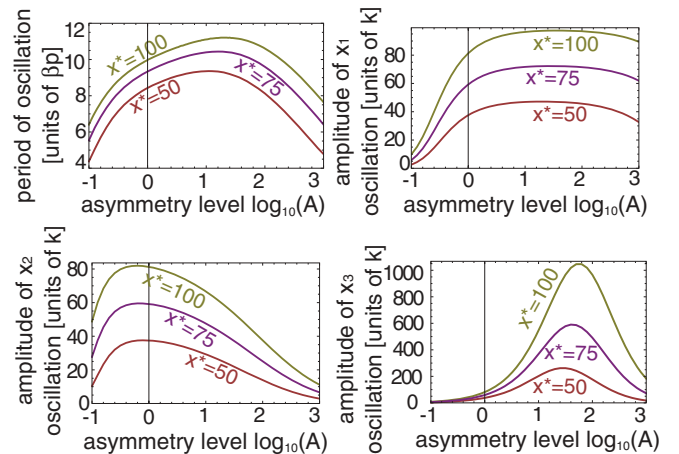 period of oscillation
[units of βp]
12
10
8
6
4
x*=100
x*=75
x*=50
-1 0 1 2 3
asymmetry level log10(A)
amplitude of x1
oscillation [units of k]
80
60
40
20
0
x*=100
x*=75
x*=50
-1 0 1 2 3
asymmetry level log10(A)
amplitude of x2
oscillation [units of k]
80
60
40
20
0
x*=100
x*=75
x*=50
-1 0 1 2 3
asymmetry level log10(A)
amplitude of x3
oscillation [units of k]
1000
800
600
400
200
0
x*=100
x*=75
x*=50
-1 0 1 2 3
asymmetry level log10(A)